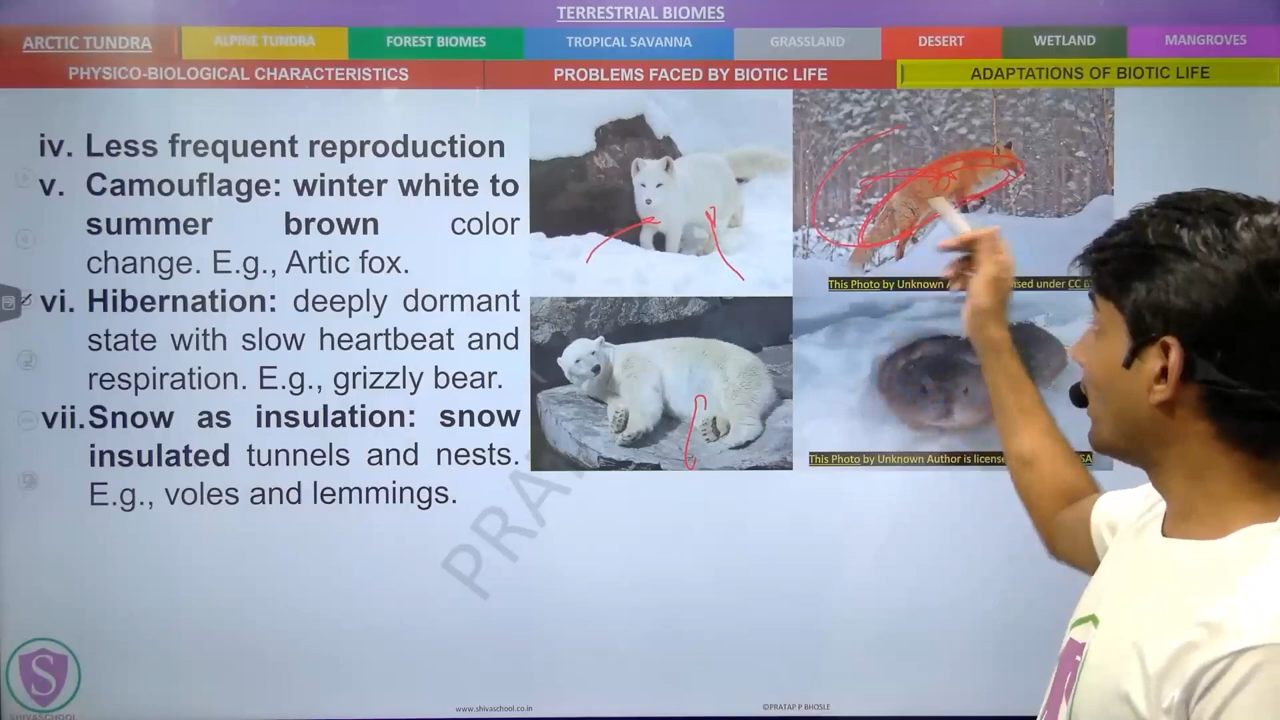 TERRESTRIAL BIOMES
ARCTIC TUNDRA ALPINE TUNDRA FOREST BIOMES TROPICAL SAVANNA GRASSLAND DESERT WETLAND MANGROVES
PHYSICO-BIOLOGICAL CHARACTERISTICS PROBLEMS FACED BY BIOTIC LIFE ADAPTATIONS OF BIOTIC LIFE
iv. Less frequent reproduction
v. Camouflage: winter white to
summer brown color
change. E.g., Artic fox.
vi. Hibernation: deeply dormant
state with slow heartbeat and
respiration. E.g., grizzly bear.
vii. Snow as insulation: snow
insulated tunnels and nests.
E.g., voles and lemmings.
This Photo by Unknown under CC
This Photo by Unknown Author is
PRA
S
SHIVASCHOOL
www.shivaschool.co.in
©PRATAP P BHOSLE